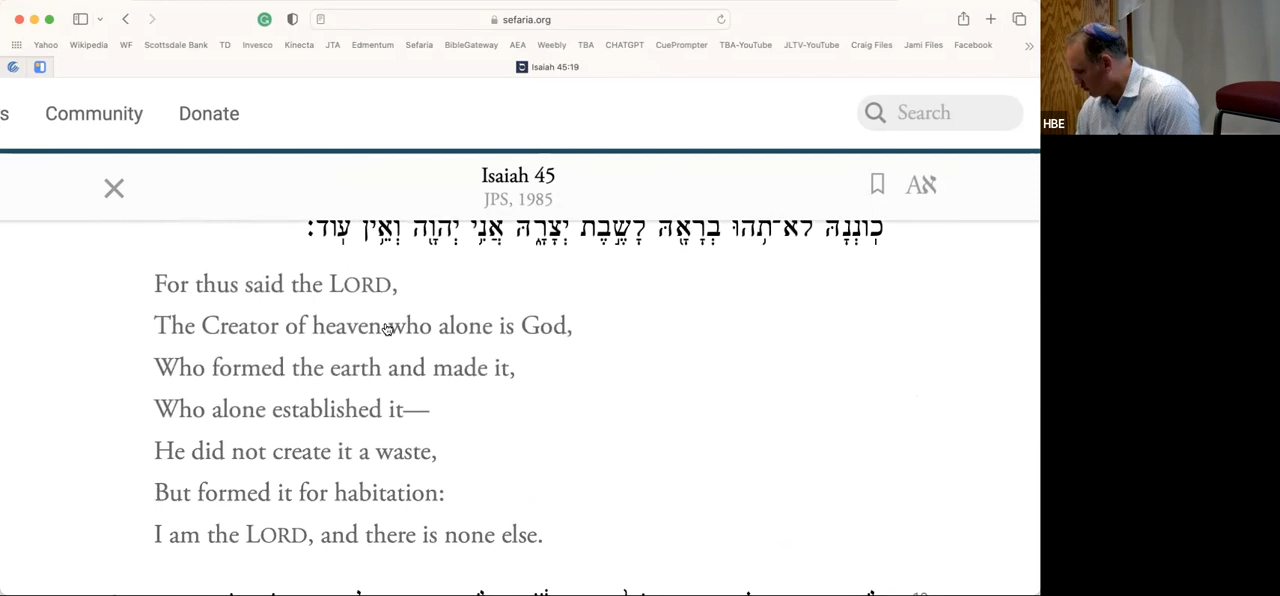 sefaria.org
Yahoo Wikipedia WF Scottsdale Bank TD Invesco Kinecta JTA Edmentum Sefaria BibleGateway AEA Weebly TBA CHATGPT CuePrompter TBA-YouTube JLTV-YouTube Craig Files Jami Files Facebook
Isaiah 45:19
s Community Donate Search
HBE
Isaiah 45
JPS, 1985
Aא
כֽוֹנְנָ֔הּ לֹא־תֹ֥הוּ בְרָאָ֖הּ לָשֶׁ֣בֶת יְצָרָ֑הּ אֲנִ֥י יְהֹוָ֖ה וְאֵ֥ין עֽוֹד׃
For thus said the LORD,
The Creator of heaven who alone is God,
Who formed the earth and made it,
Who alone established it—
He did not create it a waste,
But formed it for habitation:
I am the LORD, and there is none else.